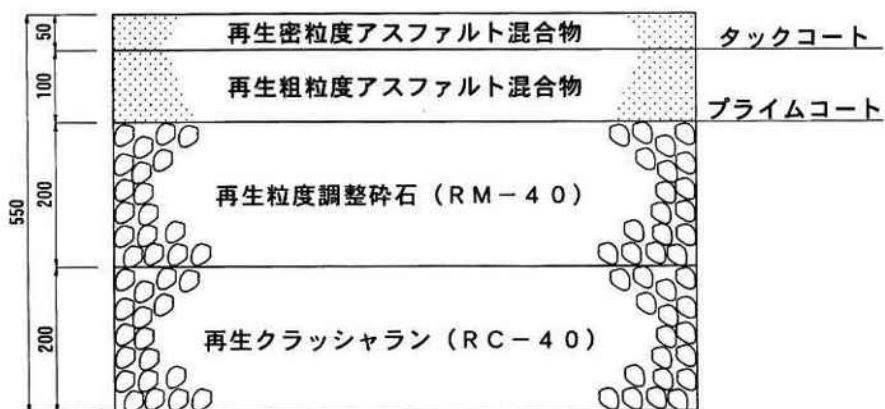 50
再生密粒度アスファルト混合物
タックコート
100
再生粗粒度アスファルト混合物
プライムコート
550
200
再生粒度調整砕石（RM－40）
200
再生クラッシャラン（RC－40）